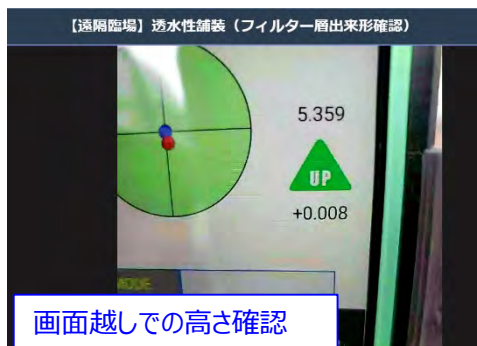 【遠隔臨場】透水性舗装（フィルター層出来形確認）
5.359
UP
+0.008
MODE
画面越しでの高さ確認